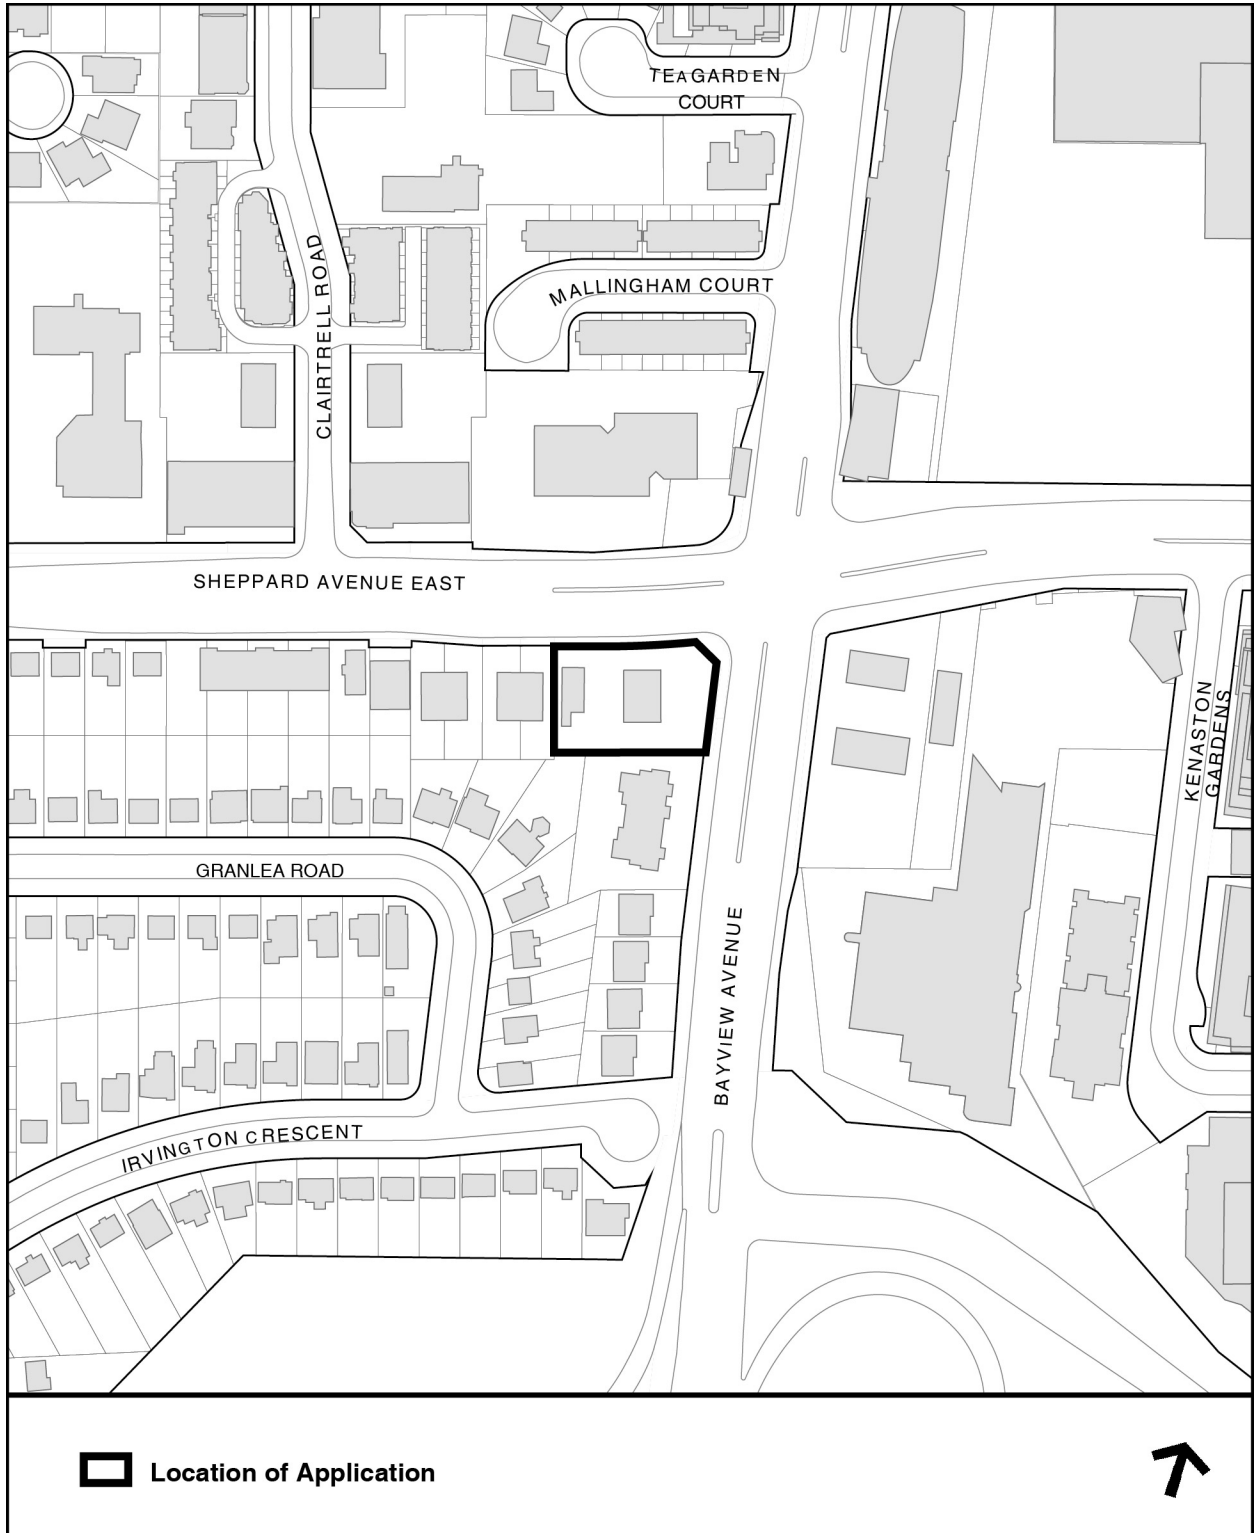 TEAGARDEN
COURT
MALLINGHAM COURT
CLAIRTRELL ROAD
SHEPPARD AVENUE EAST
KENASTON
GARDENS
GRANLEA ROAD
BAYVIEW AVENUE
IRVINGTON CRESCENT
Location of Application